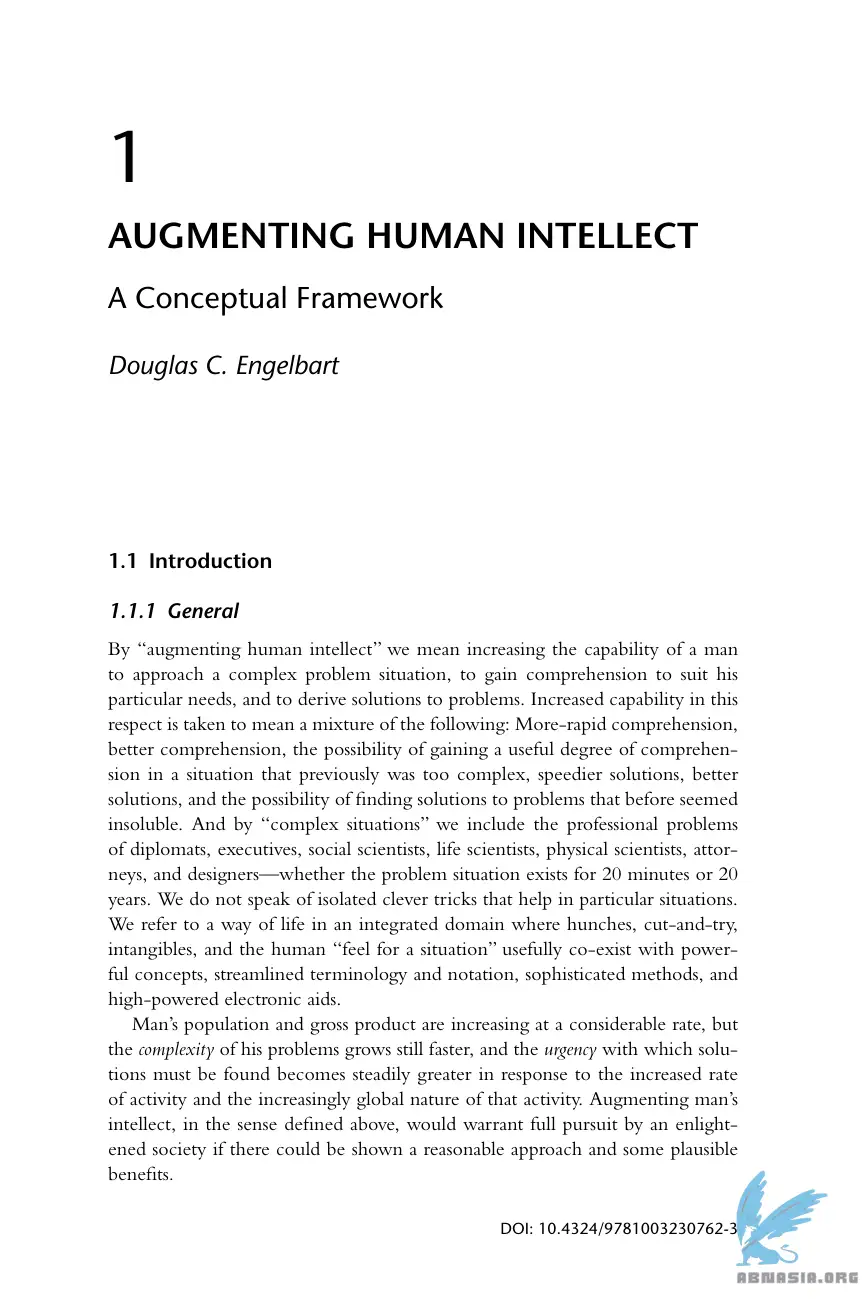 1
AUGMENTING HUMAN INTELLECT
A Conceptual Framework
Douglas C. Engelbart
1.1 Introduction
1.1.1 General
By “augmenting human intellect” we mean increasing the capability of a man
to approach a complex problem situation, to gain comprehension to suit his
particular needs, and to derive solutions to problems. Increased capability in this
respect is taken to mean a mixture of the following: More-rapid comprehension,
better comprehension, the possibility of gaining a useful degree of comprehen-
sion in a situation that previously was too complex, speedier solutions, better
solutions, and the possibility of finding solutions to problems that before seemed
insoluble. And by “complex situations” we include the professional problems
of diplomats, executives, social scientists, life scientists, physical scientists, attor-
neys, and designers—whether the problem situation exists for 20 minutes or 20
years. We do not speak of isolated clever tricks that help in particular situations.
We refer to a way of life in an integrated domain where hunches, cut-and-try,
intangibles, and the human “feel for a situation” usefully co-exist with power-
ful concepts, streamlined terminology and notation, sophisticated methods, and
high-powered electronic aids.
Man’s population and gross product are increasing at a considerable rate, but
the complexity of his problems grows still faster, and the urgency with which solu-
tions must be found becomes steadily greater in response to the increased rate
of activity and the increasingly global nature of that activity. Augmenting man’s
intellect, in the sense defined above, would warrant full pursuit by an enlight-
ened society if there could be shown a reasonable approach and some plausible
benefits.
DOI: 10.4324/9781003230762-3
ABNASIA.ORG